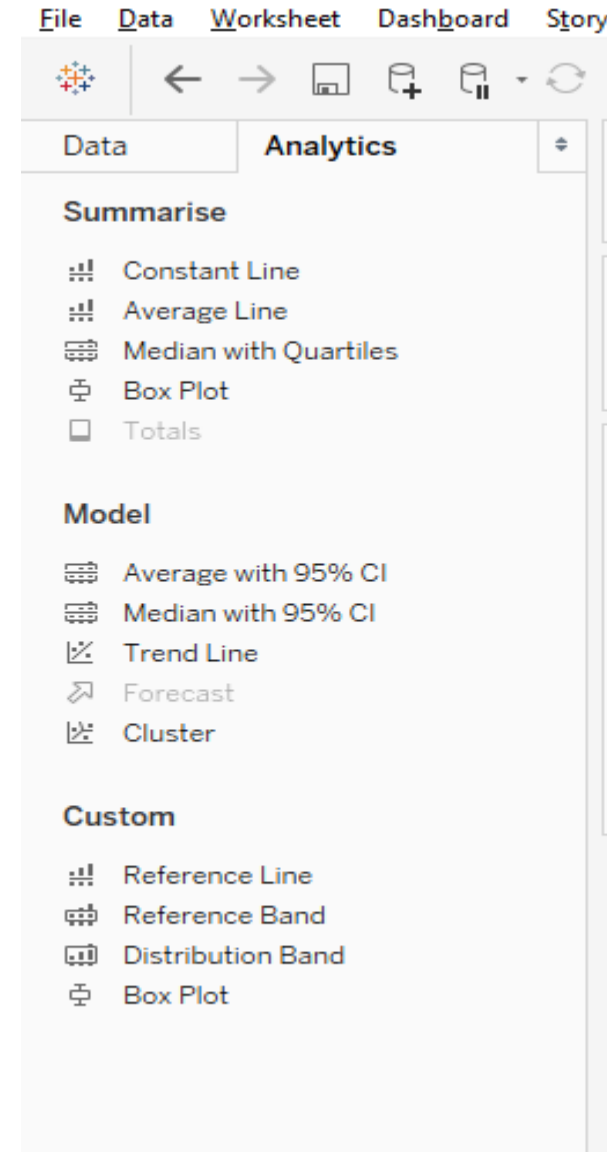 File Data Worksheet Dashboard Story
Data Analytics
Summarise
Constant Line
Average Line
Median with Quartiles
Box Plot
Totals
Model
Average with 95% CI
Median with 95% CI
Trend Line
Forecast
Cluster
Custom
Reference Line
Reference Band
Distribution Band
Box Plot